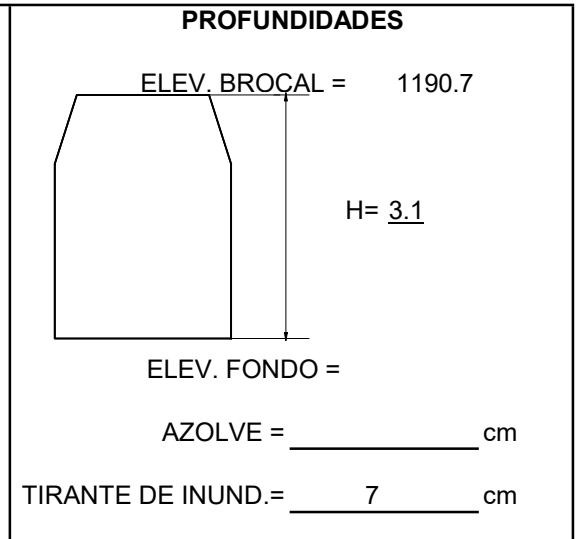 PROFUNDIDADES
ELEV. BROCAL = 1190.7
H= 3.1
ELEV. FONDO =
AZOLVE = cm
TIRANTE DE INUND.= 7 cm